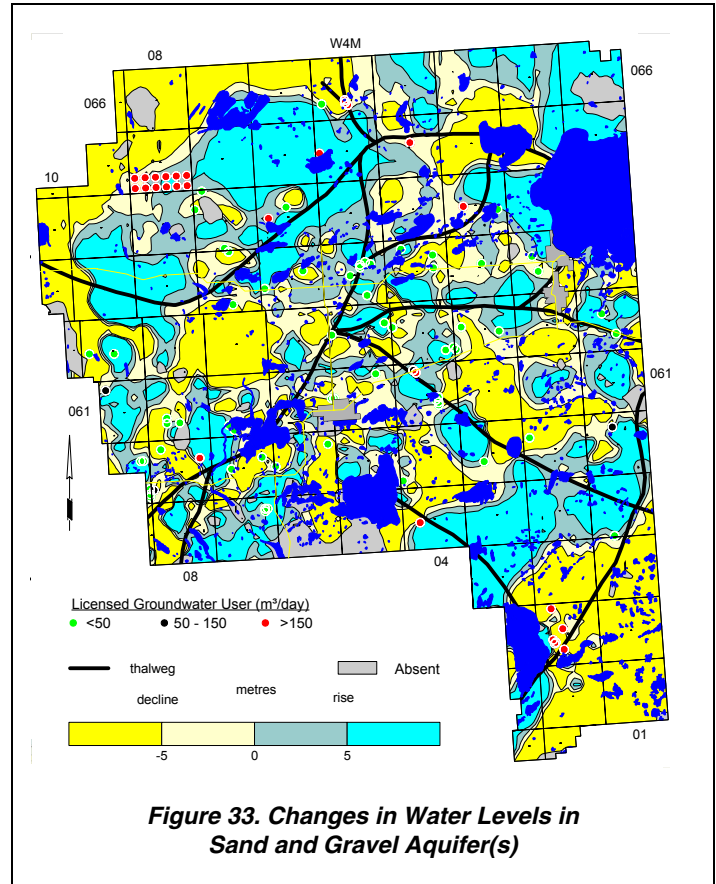 W4M
08
066
066
10
061
061
08
04
01
Licensed Groundwater User (m³/day)
<50
50 - 150
>150
thalweg
Absent
decline
metres
rise
-5
0
5
Figure 33. Changes in Water Levels in
Sand and Gravel Aquifer(s)